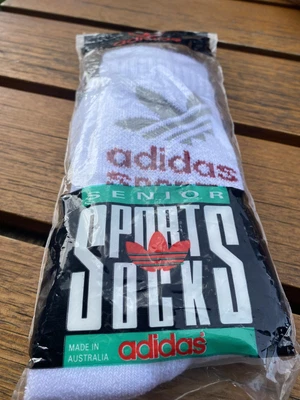 adidas
SENIOR
SPORTS
SOCKS
MADE IN
AUSTRALIA
adidas